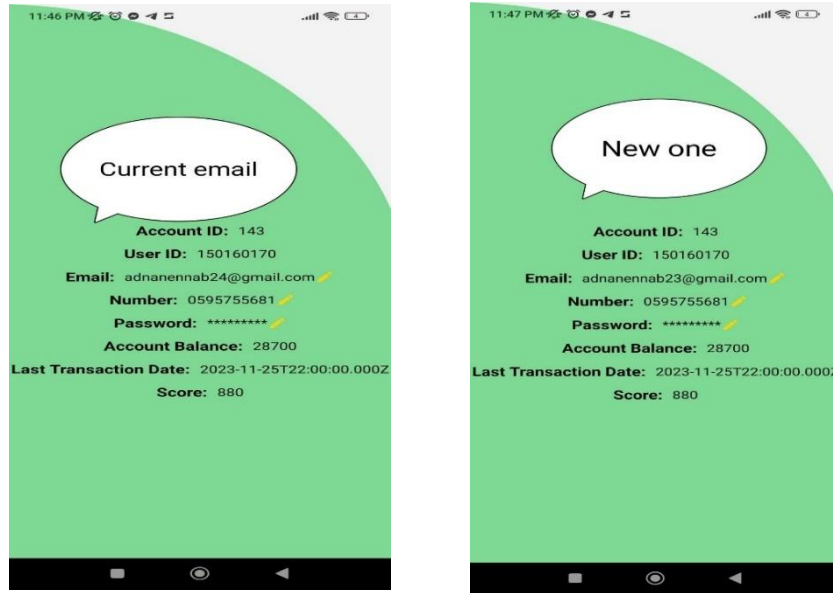 11:46 PM
4
Current email
Account ID: 143
User ID: 150160170
Email: adnanennab24@gmail.com
Number: 0595755681
Password: *********
Account Balance: 28700
Last Transaction Date: 2023-11-25T22:00:00.000Z
Score: 880
11:47 PM
4
New one
Account ID: 143
User ID: 150160170
Email: adnanennab23@gmail.com
Number: 0595755681
Password: *********
Account Balance: 28700
Last Transaction Date: 2023-11-25T22:00:00.000Z
Score: 880